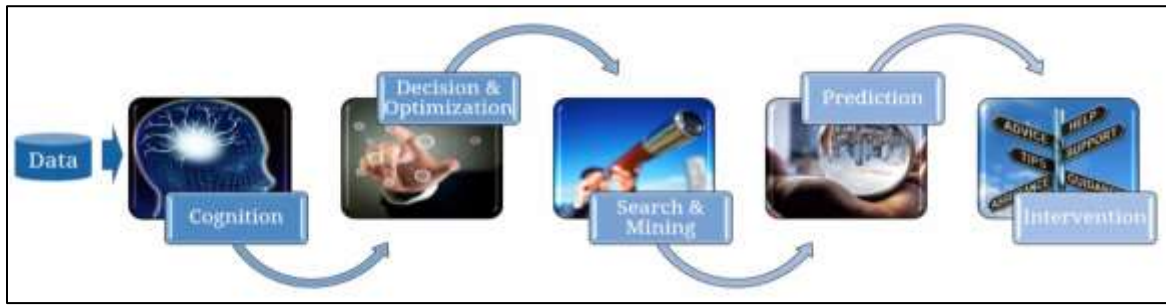 Data
Cognition
Decision &
Optimization
Search &
Mining
Prediction
ADVICE
HELP
TIPS
SUPPORT
Intervention